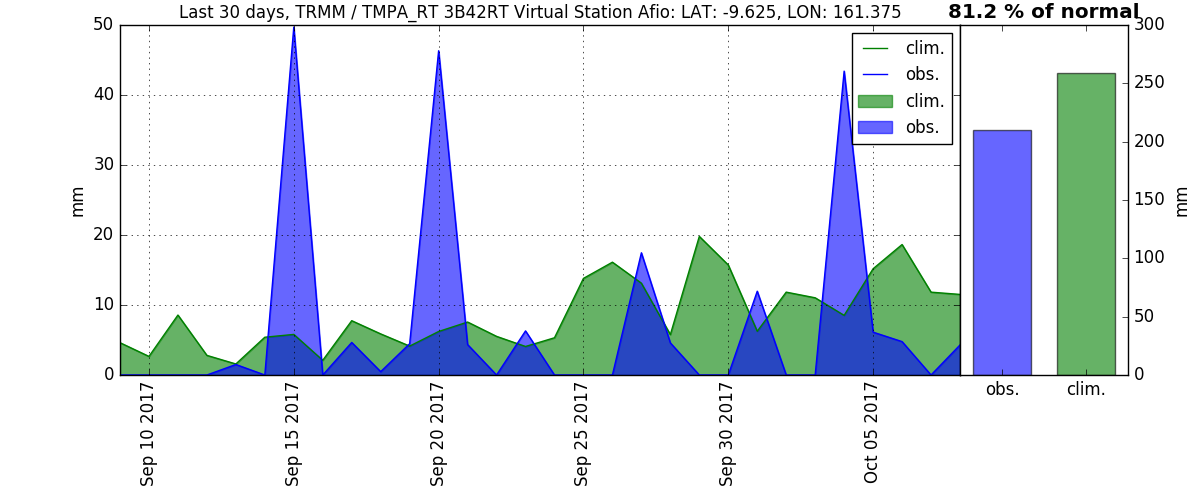 Last 30 days, TRMM / TMPA_RT 3B42RT Virtual Station Afio: LAT: -9.625, LON: 161.375
81.2 % of normal
50
40
30
20
10
0
mm
clim.
obs.
clim.
obs.
Sep 10 2017
Sep 15 2017
Sep 20 2017
Sep 25 2017
Sep 30 2017
Oct 05 2017
300
250
200
150
100
50
0
mm
obs.
clim.